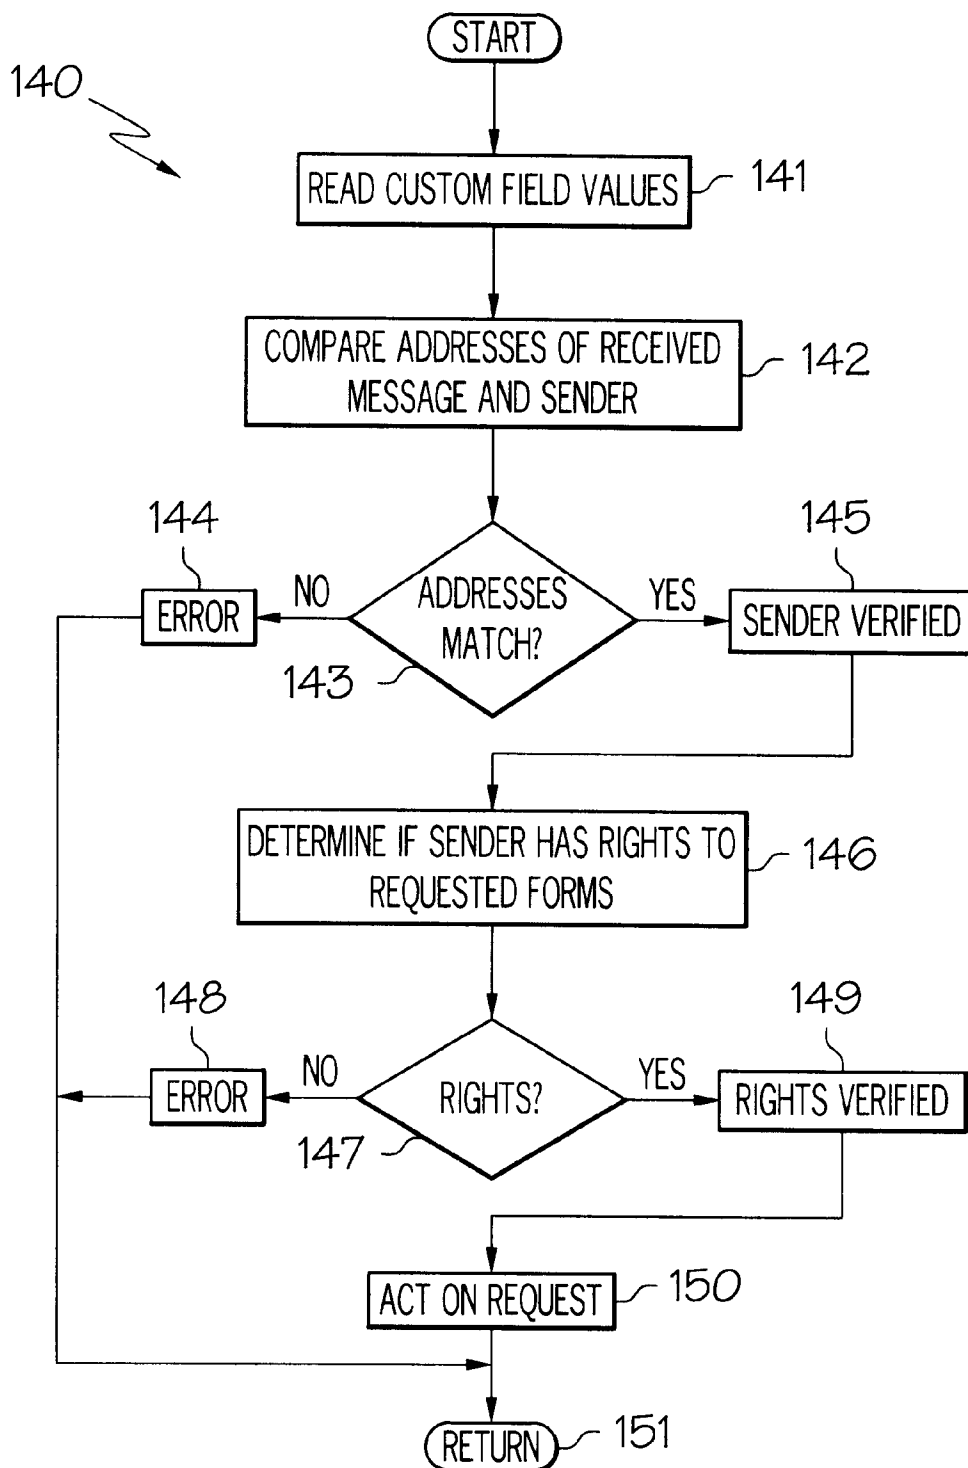 START
140
READ CUSTOM FIELD VALUES
141
COMPARE ADDRESSES OF RECEIVED
MESSAGE AND SENDER
142
144
145
ERROR
NO
ADDRESSES
MATCH?
YES
SENDER VERIFIED
143
DETERMINE IF SENDER HAS RIGHTS TO
REQUESTED FORMS
146
148
149
ERROR
NO
RIGHTS?
YES
RIGHTS VERIFIED
147
ACT ON REQUEST
150
RETURN
151